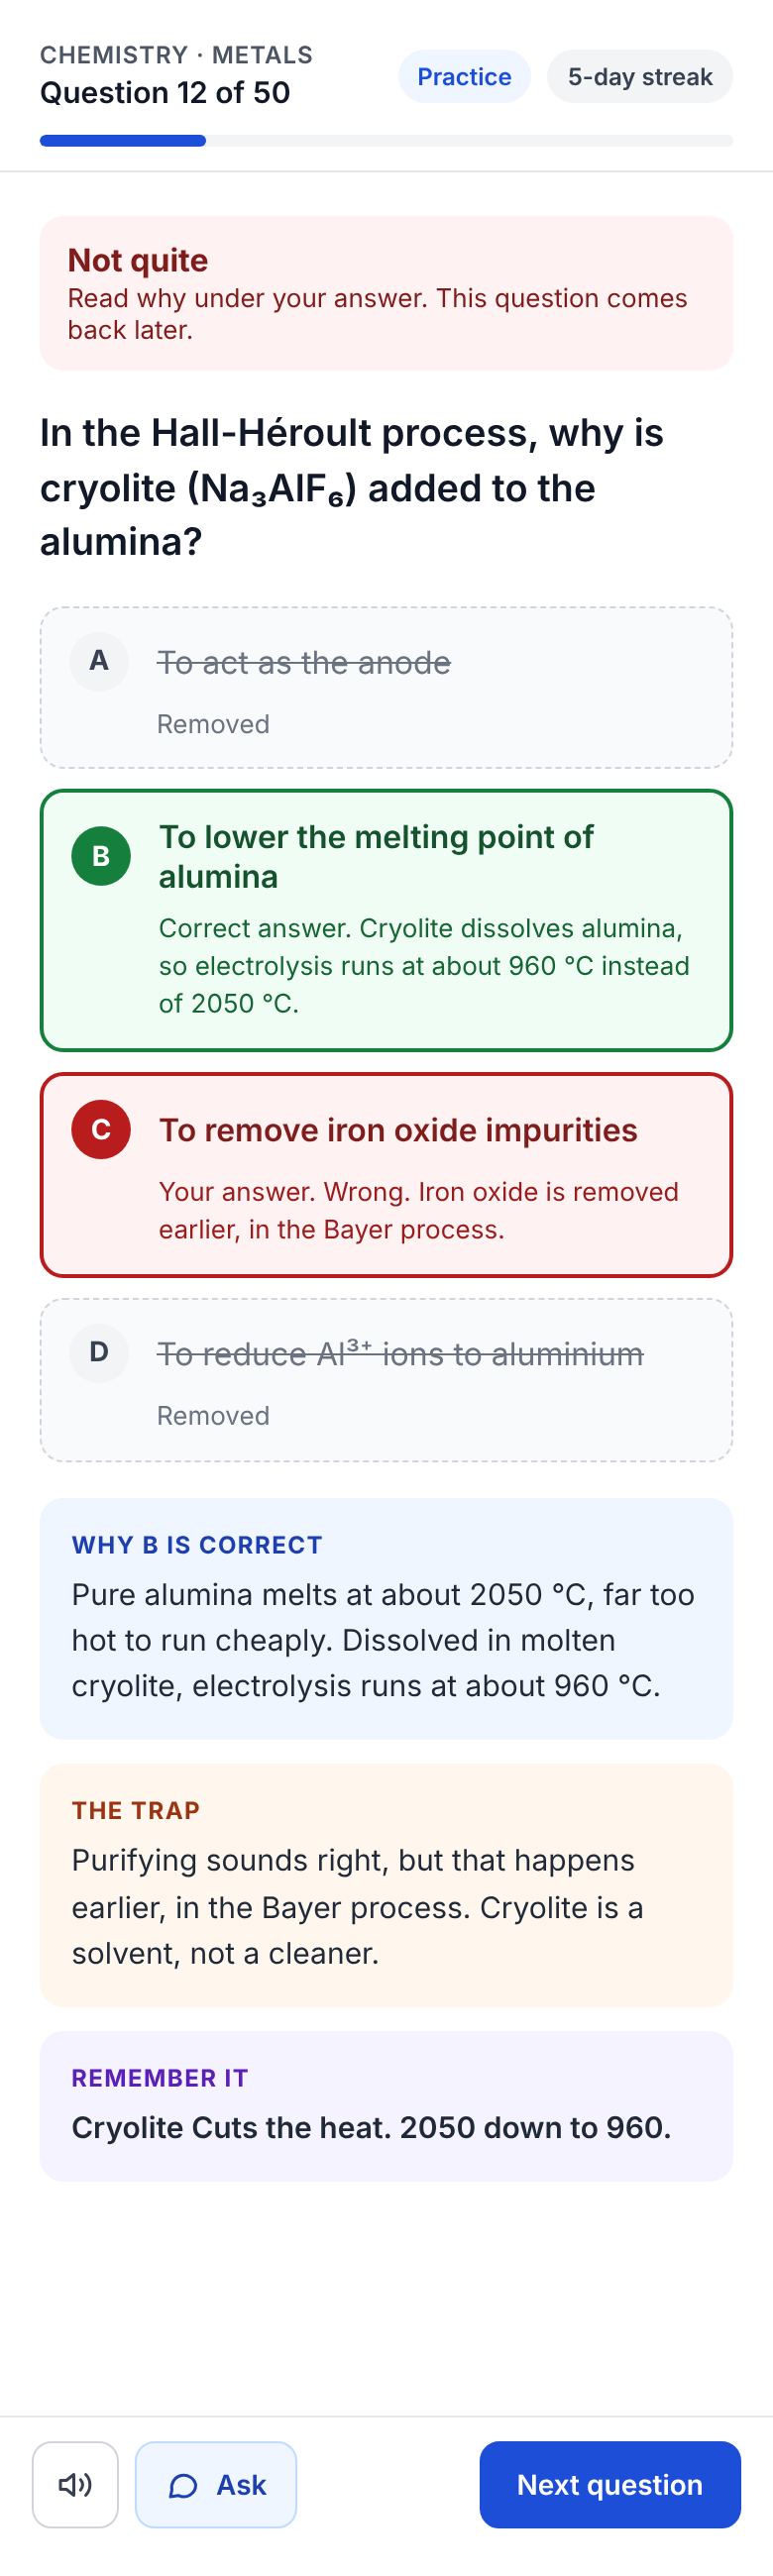 CHEMISTRY · METALS
Question 12 of 50
Practice
5-day streak
Not quite
Read why under your answer. This question comes
back later.
In the Hall-Héroult process, why is
cryolite (Na₃AlF₆) added to the
alumina?
A
To act as the anode
Removed
B
To lower the melting point of
alumina
Correct answer. Cryolite dissolves alumina,
so electrolysis runs at about 960 °C instead
of 2050 °C.
C
To remove iron oxide impurities
Your answer. Wrong. Iron oxide is removed
earlier, in the Bayer process.
D
To reduce Al³⁺ ions to aluminium
Removed
WHY B IS CORRECT
Pure alumina melts at about 2050 °C, far too
hot to run cheaply. Dissolved in molten
cryolite, electrolysis runs at about 960 °C.
THE TRAP
Purifying sounds right, but that happens
earlier, in the Bayer process. Cryolite is a
solvent, not a cleaner.
REMEMBER IT
Cryolite Cuts the heat. 2050 down to 960.
Ask
Next question